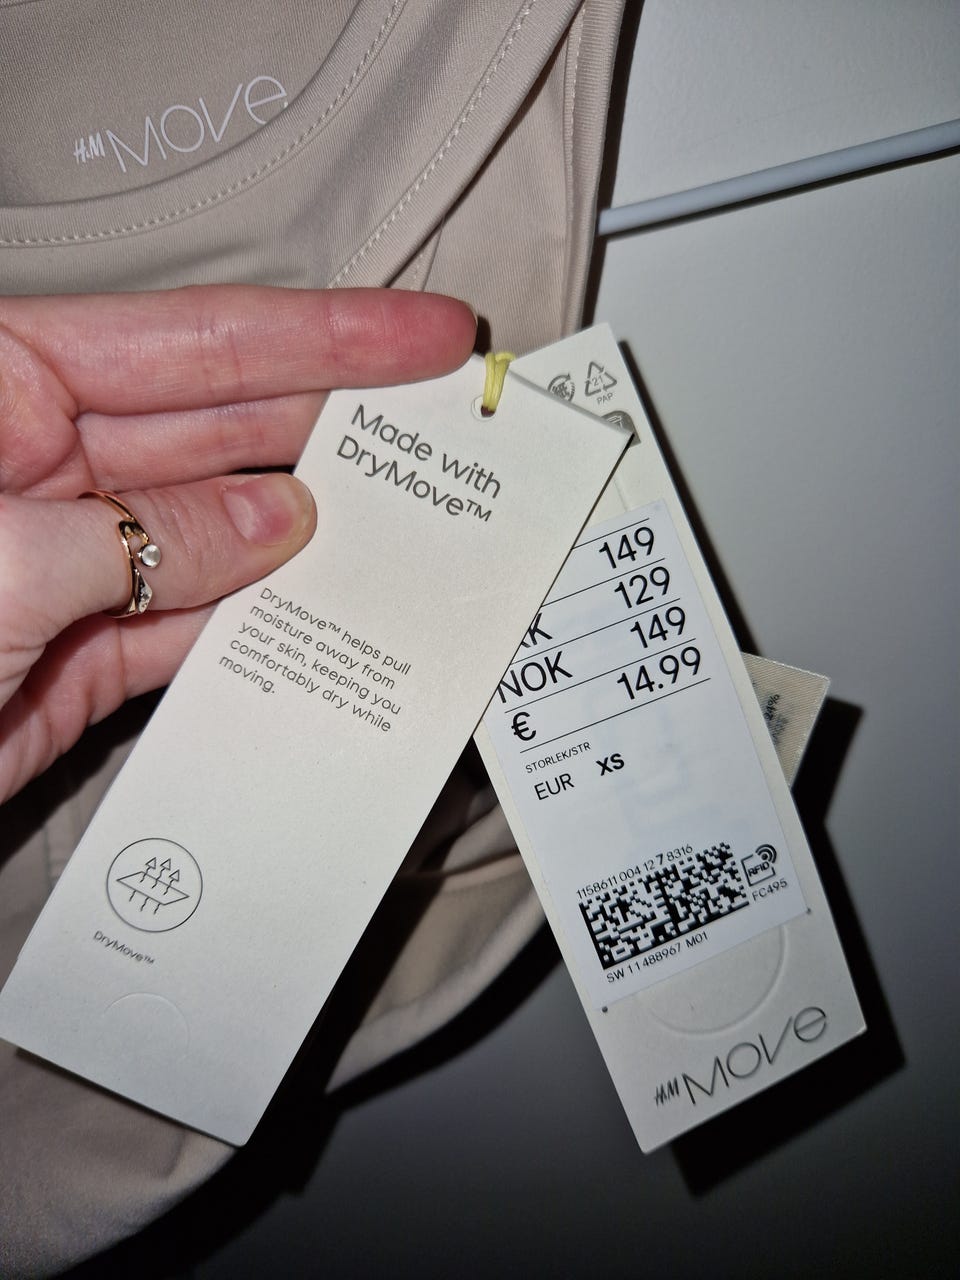 H&M MOVE
Made with
DryMove™
DryMove™ helps pull
moisture away from
your skin, keeping you
comfortably dry while
moving.
DryMove™
21
PAP
149
129
KK 149
NOK 14.99
€
STORLEK/STR
EUR XS
1158611 004 12 7 8316
RFID
FC495
SW 11488967 M01
H&M MOVE
24%